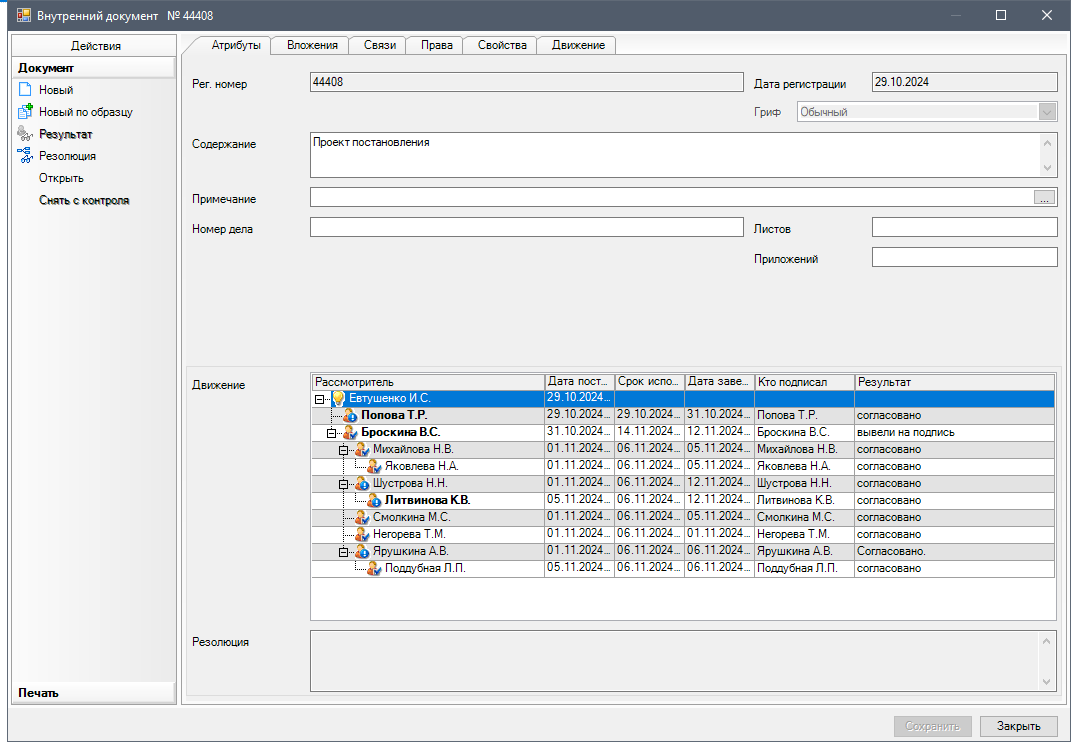 Внутренний документ № 44408
Действия
Документ
Новый
Новый по образцу
Результат
Резолюция
Открыть
Снять с контроля
Печать
Атрибуты Вложения Связи Права Свойства Движение
Рег. номер 44408 Дата регистрации 29.10.2024
Гриф Обычный
Содержание Проект постановления
Примечание ...
Номер дела Листов
Приложений
Движение
Рассмотритель Дата пост... Срок испо... Дата заве... Кто подписал Результат
Евтушенко И.С. 29.10.2024...
Попова Т.Р. 29.10.2024... 29.10.2024... 31.10.2024... Попова Т.Р. согласовано
Броскина В.С. 31.10.2024... 14.11.2024... 12.11.2024... Броскина В.С. вывели на подпись
Михайлова Н.В. 01.11.2024... 06.11.2024... 05.11.2024... Михайлова Н.В. согласовано
Яковлева Н.А. 01.11.2024... 06.11.2024... 05.11.2024... Яковлева Н.А. согласовано
Шустрова Н.Н. 01.11.2024... 06.11.2024... 12.11.2024... Шустрова Н.Н. согласовано
Литвинова К.В. 05.11.2024... 06.11.2024... 12.11.2024... Литвинова К.В. согласовано
Смолкина М.С. 01.11.2024... 06.11.2024... 05.11.2024... Смолкина М.С. согласовано
Негорева Т.М. 01.11.2024... 06.11.2024... 01.11.2024... Негорева Т.М. согласовано
Ярушкина А.В. 01.11.2024... 06.11.2024... 06.11.2024... Ярушкина А.В. Согласовано.
Поддубная Л.П. 05.11.2024... 06.11.2024... 06.11.2024... Поддубная Л.П. согласовано
Резолюция
Сохранить Закрыть